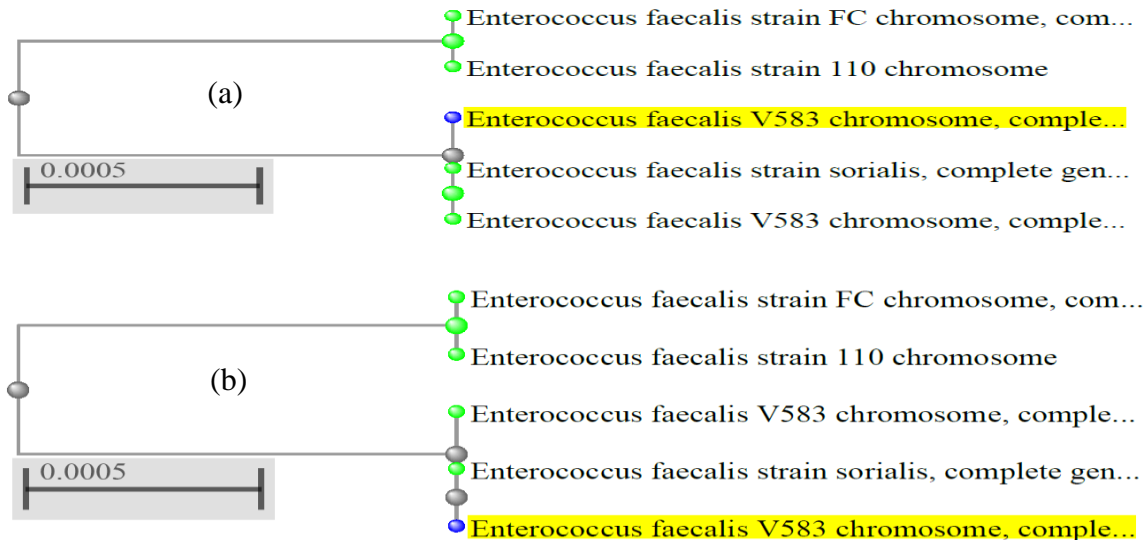 Enterococcus faecalis strain FC chromosome, com...
(a)
Enterococcus faecalis strain 110 chromosome
Enterococcus faecalis V583 chromosome, comple...
0.0005
Enterococcus faecalis strain sorialis, complete gen...
Enterococcus faecalis V583 chromosome, comple...
Enterococcus faecalis strain FC chromosome, com...
Enterococcus faecalis strain 110 chromosome
(b)
Enterococcus faecalis V583 chromosome, comple...
0.0005
Enterococcus faecalis strain sorialis, complete gen...
Enterococcus faecalis V583 chromosome, comple...